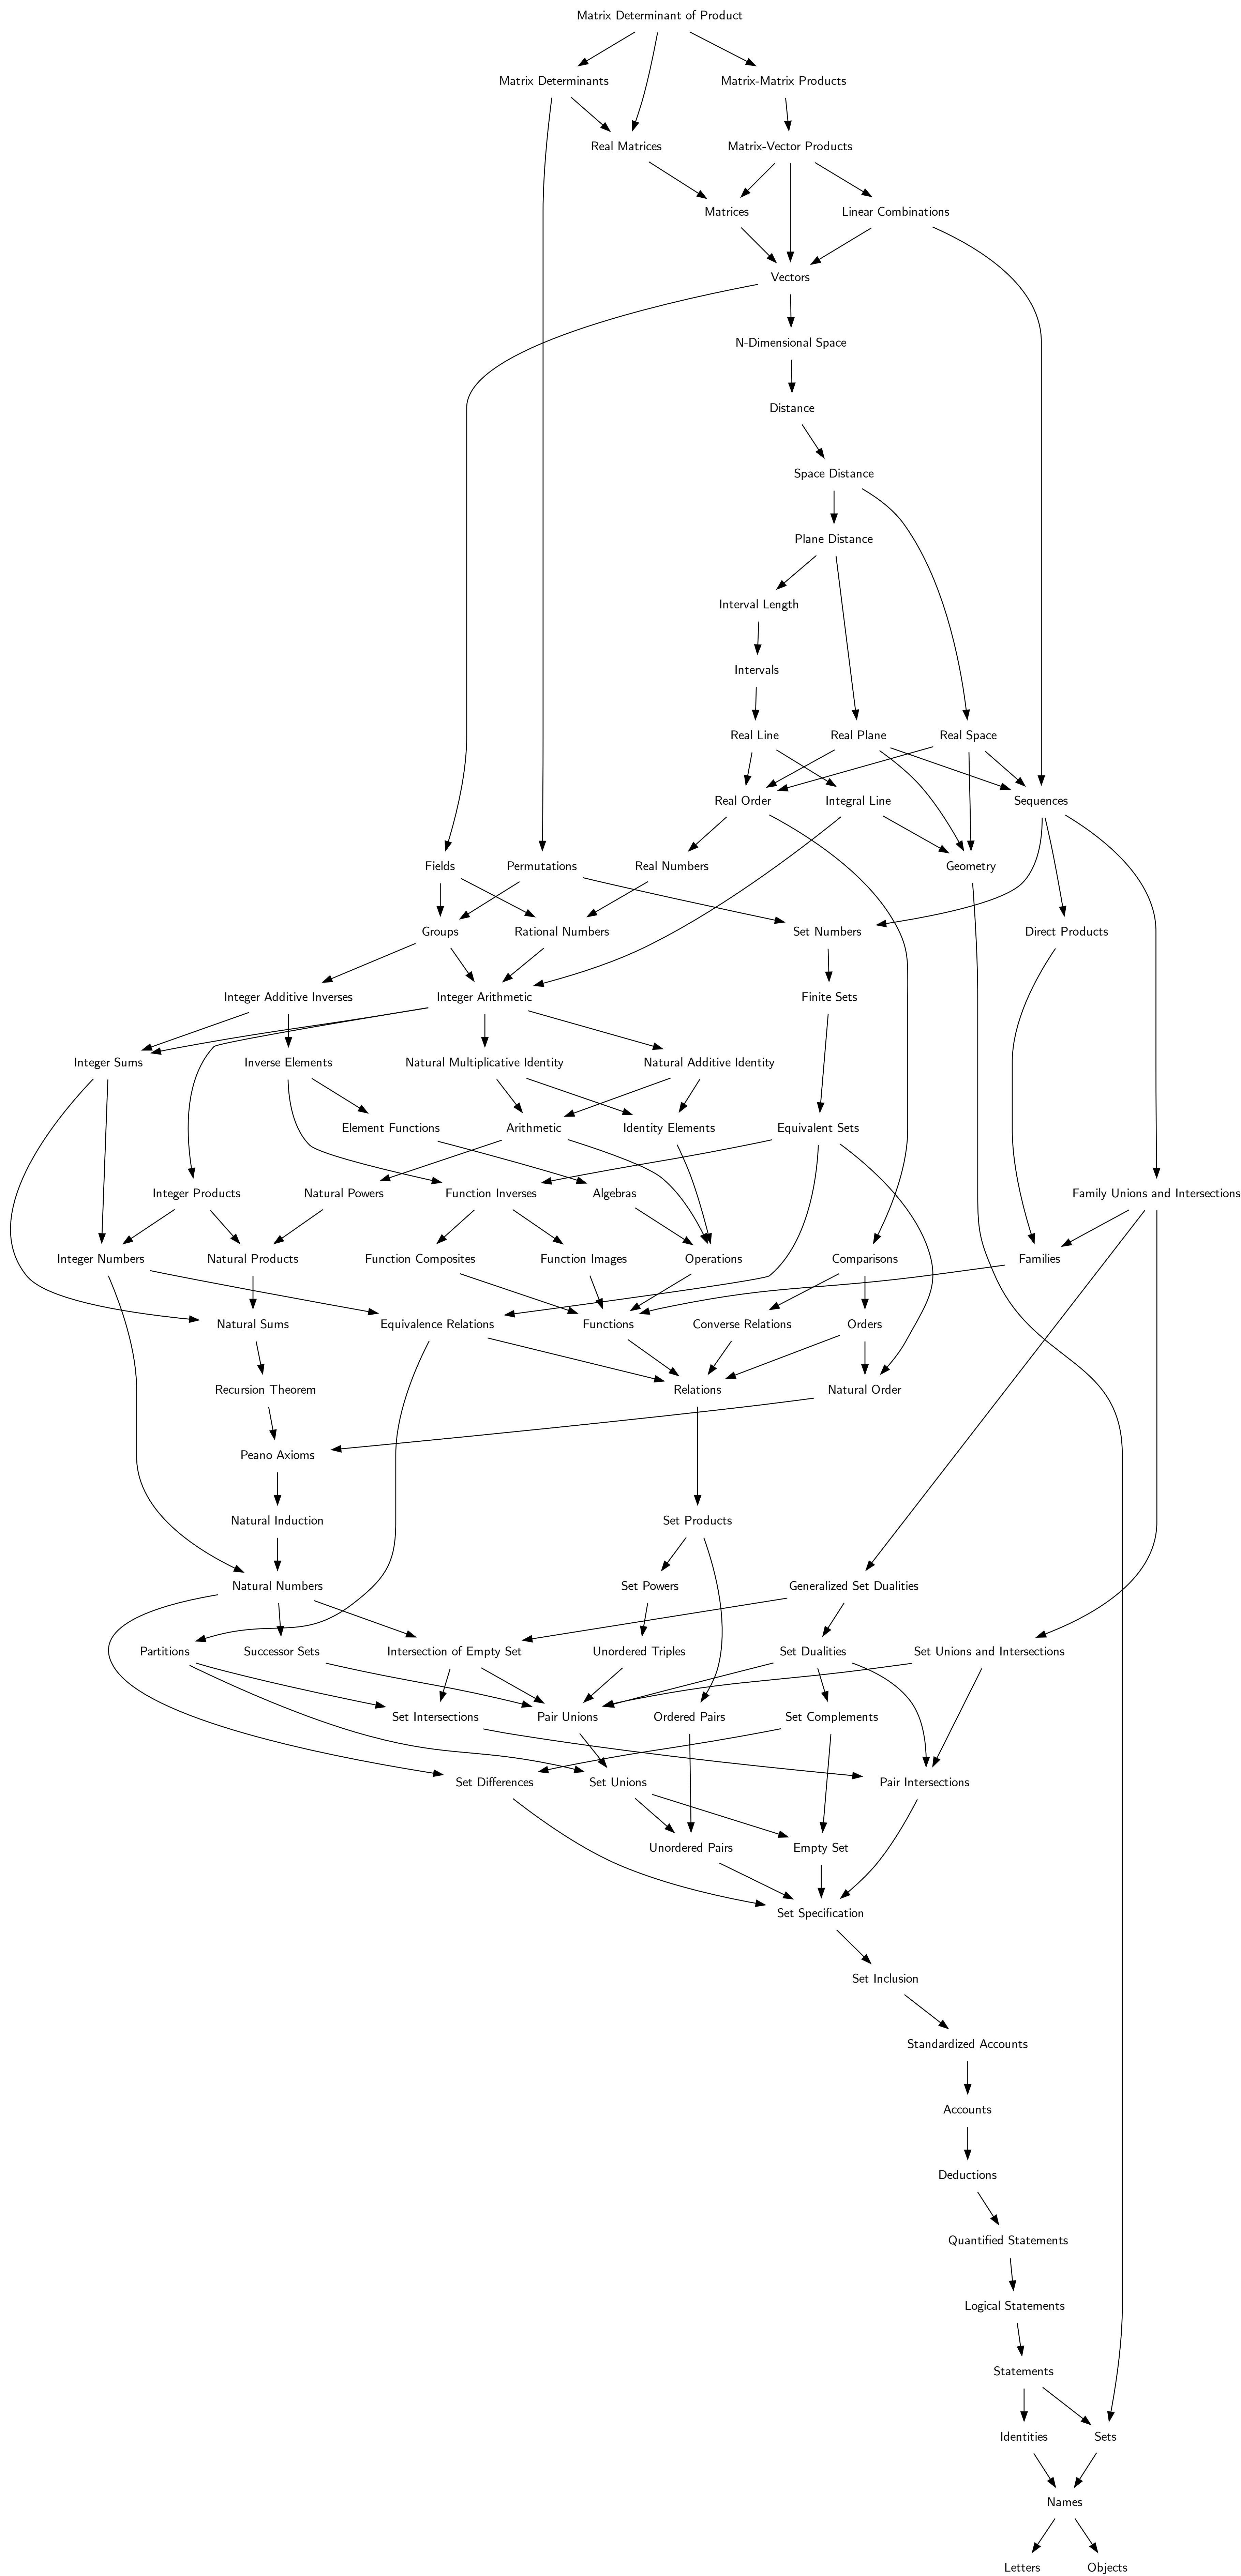 Matrix Determinant of Product
Matrix Determinants
Matrix-Matrix Products
Real Matrices
Matrix-Vector Products
Matrices
Linear Combinations
Vectors
N-Dimensional Space
Distance
Space Distance
Plane Distance
Interval Length
Intervals
Real Line
Real Plane
Real Space
Real Order
Integral Line
Sequences
Fields
Permutations
Real Numbers
Geometry
Groups
Rational Numbers
Set Numbers
Direct Products
Integer Additive Inverses
Integer Arithmetic
Finite Sets
Integer Sums
Inverse Elements
Natural Multiplicative Identity
Natural Additive Identity
Element Functions
Arithmetic
Identity Elements
Equivalent Sets
Integer Products
Natural Powers
Function Inverses
Algebras
Family Unions and Intersections
Integer Numbers
Natural Products
Function Composites
Function Images
Operations
Comparisons
Families
Natural Sums
Equivalence Relations
Functions
Converse Relations
Orders
Recursion Theorem
Relations
Natural Order
Peano Axioms
Natural Induction
Set Products
Natural Numbers
Set Powers
Generalized Set Dualities
Partitions
Successor Sets
Intersection of Empty Set
Unordered Triples
Set Dualities
Set Unions and Intersections
Set Intersections
Pair Unions
Ordered Pairs
Set Complements
Set Differences
Set Unions
Pair Intersections
Unordered Pairs
Empty Set
Set Specification
Set Inclusion
Standardized Accounts
Accounts
Deductions
Quantified Statements
Logical Statements
Statements
Identities
Sets
Names
Letters
Objects